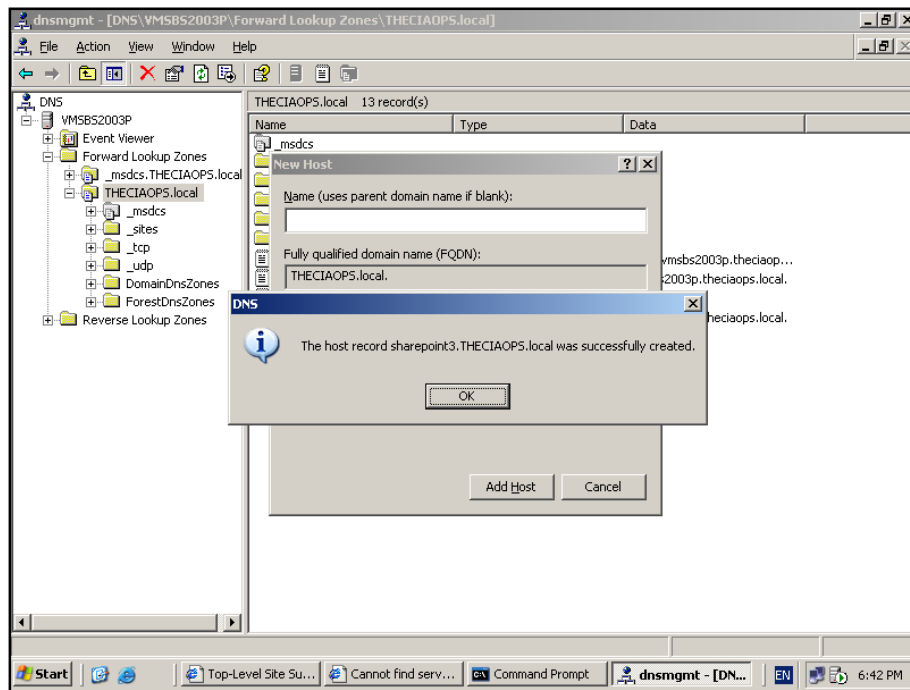 dnsmgmt - [DNS\VMSBS2003P\Forward Lookup Zones\THECIAOPS.local]
File Action View Window Help
DNS
VMSBS2003P
Event Viewer
Forward Lookup Zones
_msdcs.THECIAOPS.local
THECIAOPS.local
_msdcs
_sites
_tcp
_udp
DomainDnsZones
ForestDnsZones
Reverse Lookup Zones
THECIAOPS.local 13 record(s)
Name Type Data
_msdcs
vmsbs2003p.theciaop...
s2003p.theciaops.local.
heciaops.local.
New Host
Name (uses parent domain name if blank):
Fully qualified domain name (FQDN):
THECIAOPS.local.
DNS
The host record sharepoint3.THECIAOPS.local was successfully created.
OK
Add Host Cancel
Start Top-Level Site Su... Cannot find serv... Command Prompt dnsmgmt - [DN... EN 6:42 PM